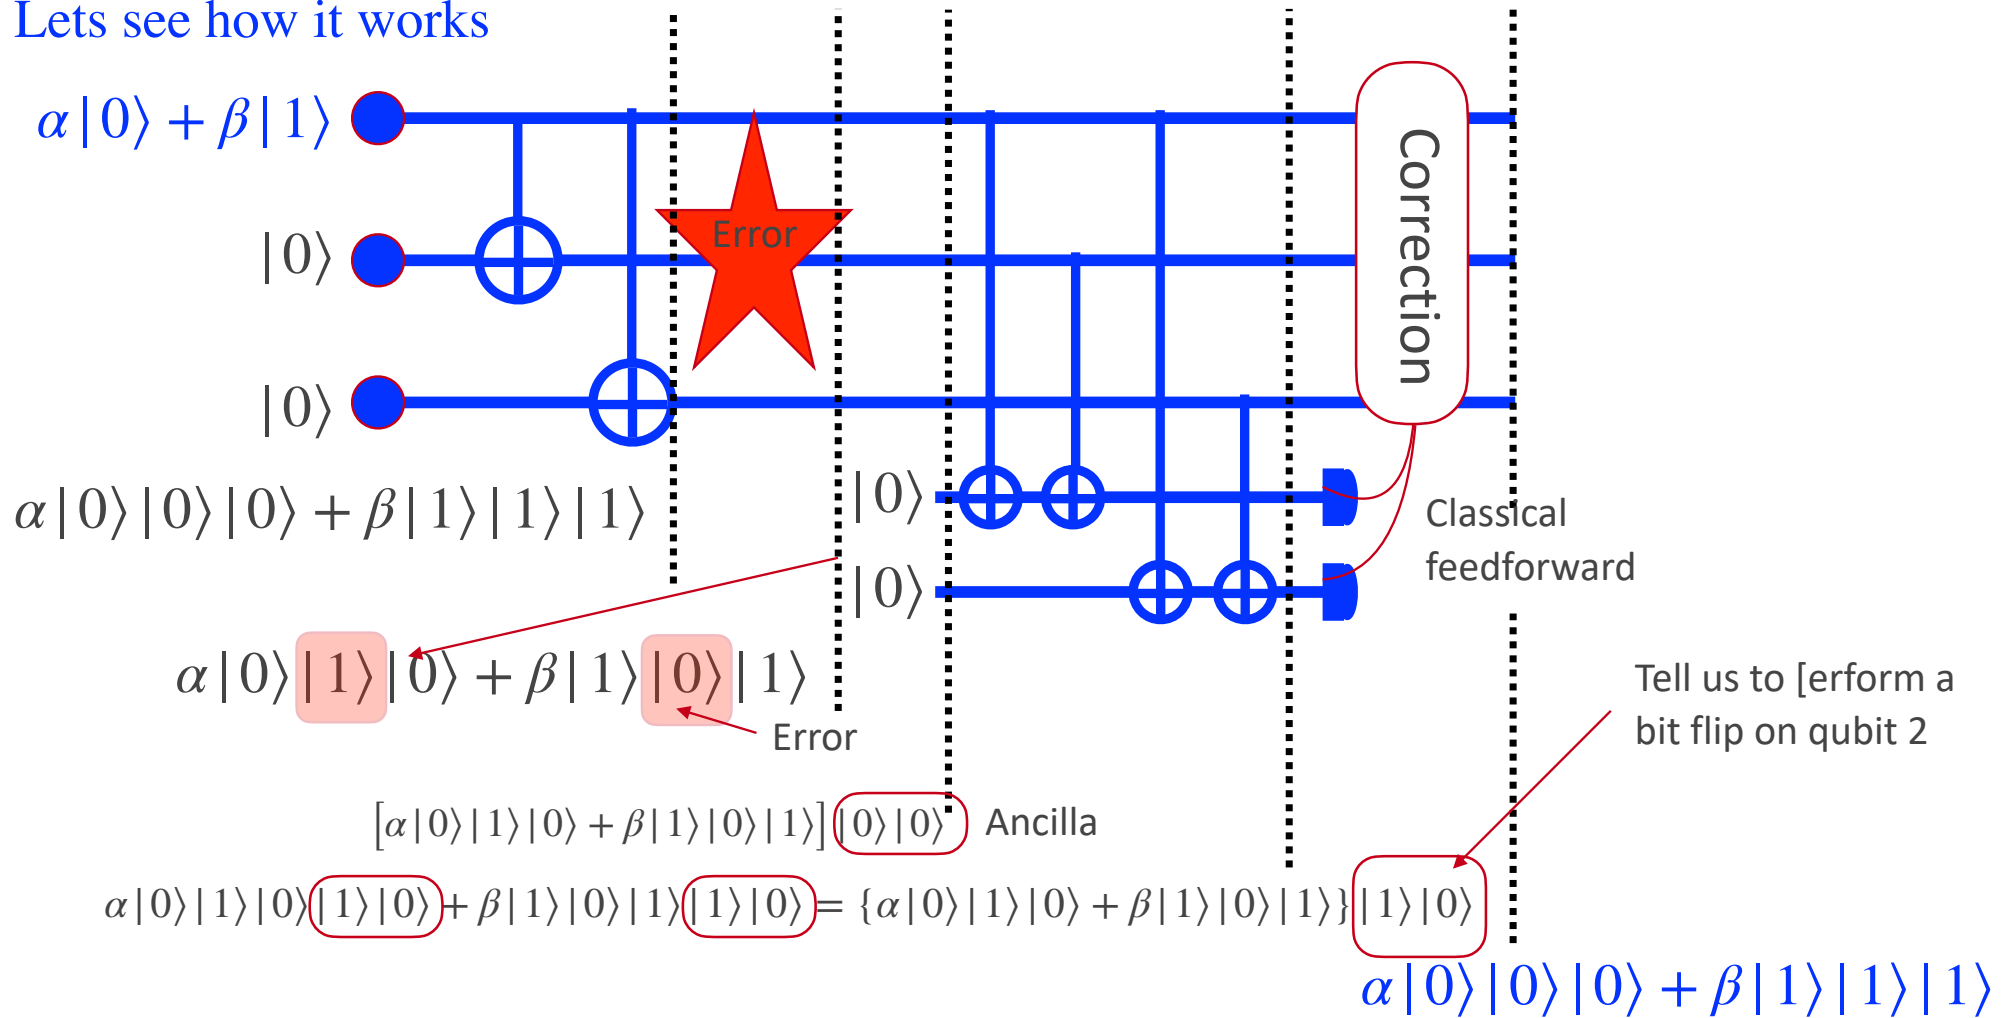 Lets see how it works
α|0⟩ + β|1⟩
|0⟩
|0⟩
Error
Correction
α|0⟩|0⟩|0⟩ + β|1⟩|1⟩|1⟩
|0⟩
|0⟩
Classical
feedforward
α|0⟩|1⟩|0⟩ + β|1⟩|0⟩|1⟩
Error
Tell us to [erform a
bit flip on qubit 2
[α|0⟩|1⟩|0⟩ + β|1⟩|0⟩|1⟩]|0⟩|0⟩ Ancilla
α|0⟩|1⟩|0⟩|1⟩|0⟩ + β|1⟩|0⟩|1⟩|1⟩|0⟩ = {α|0⟩|1⟩|0⟩ + β|1⟩|0⟩|1⟩}|1⟩|0⟩
α|0⟩|0⟩|0⟩ + β|1⟩|1⟩|1⟩